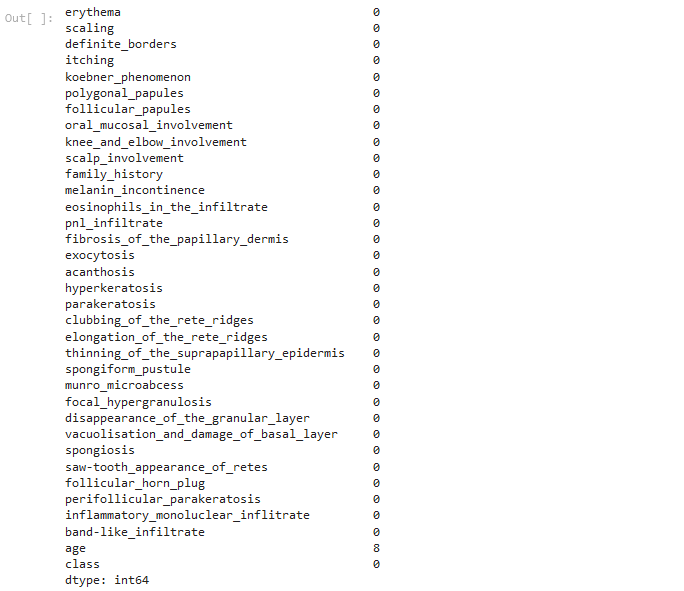 Out[ ]: erythema 0
scaling 0
definite_borders 0
itching 0
koebner_phenomenon 0
polygonal_papules 0
follicular_papules 0
oral_mucosal_involvement 0
knee_and_elbow_involvement 0
scalp_involvement 0
family_history 0
melanin_incontinence 0
eosinophils_in_the_infiltrate 0
pnl_infiltrate 0
fibrosis_of_the_papillary_dermis 0
exocytosis 0
acanthosis 0
hyperkeratosis 0
parakeratosis 0
clubbing_of_the_rete_ridges 0
elongation_of_the_rete_ridges 0
thinning_of_the_suprapapillary_epidermis 0
spongiform_pustule 0
munro_microabcess 0
focal_hypergranulosis 0
disappearance_of_the_granular_layer 0
vacuolisation_and_damage_of_basal_layer 0
spongiosis 0
saw-tooth_appearance_of_retes 0
follicular_horn_plug 0
perifollicular_parakeratosis 0
inflammatory_monoluclear_inflitrate 0
band-like_infiltrate 0
age 8
class 0
dtype: int64